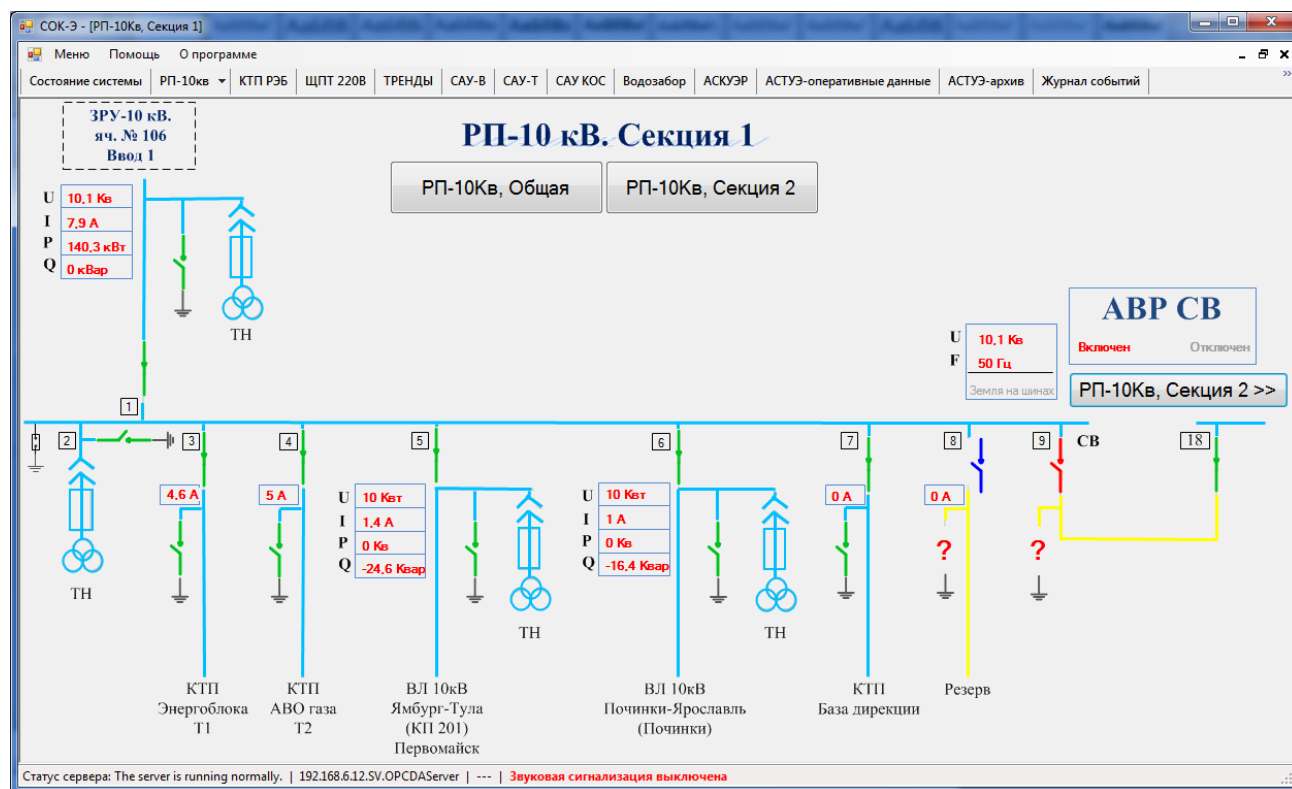 СОК-Э - [РП-10Кв, Секция 1]
Меню Помощь О программе
Состояние системы РП-10кв КТП РЭБ ЩПТ 220В ТРЕНДЫ САУ-В САУ-Т САУ КОС Водозабор АСКУЭР АСТУЭ-оперативные данные АСТУЭ-архив Журнал событий
ЗРУ-10 кВ.
яч. № 106
Ввод 1
РП-10 кВ. Секция 1
РП-10Кв, Общая РП-10Кв, Секция 2
U 10,1 Кв
I 7,9 А
P 140,3 кВт
Q 0 кВар
ТН
АВР СВ
Включен Отключен
U 10,1 Кв
F 50 Гц
Земля на шинах
РП-10Кв, Секция 2 >>
1
2 3 4 5 6 7 8 9 СВ 18
4,6 А 5 А 0 А 0 А
U 10 Квт
I 1,4 А
P 0 Кв
Q -24,6 Квар
U 10 Квт
I 1 А
P 0 Кв
Q -16,4 Квар
? ?
ТН ТН ТН
КТП
Энергоблока
Т1
КТП
АВО газа
Т2
ВЛ 10кВ
Ямбург-Тула
(КП 201)
Первомайск
ВЛ 10кВ
Починки-Ярославль
(Починки)
КТП
База дирекции
Резерв
Статус сервера: The server is running normally. | 192.168.6.12.SV.OPCDAServer | --- | Звуковая сигнализация выключена